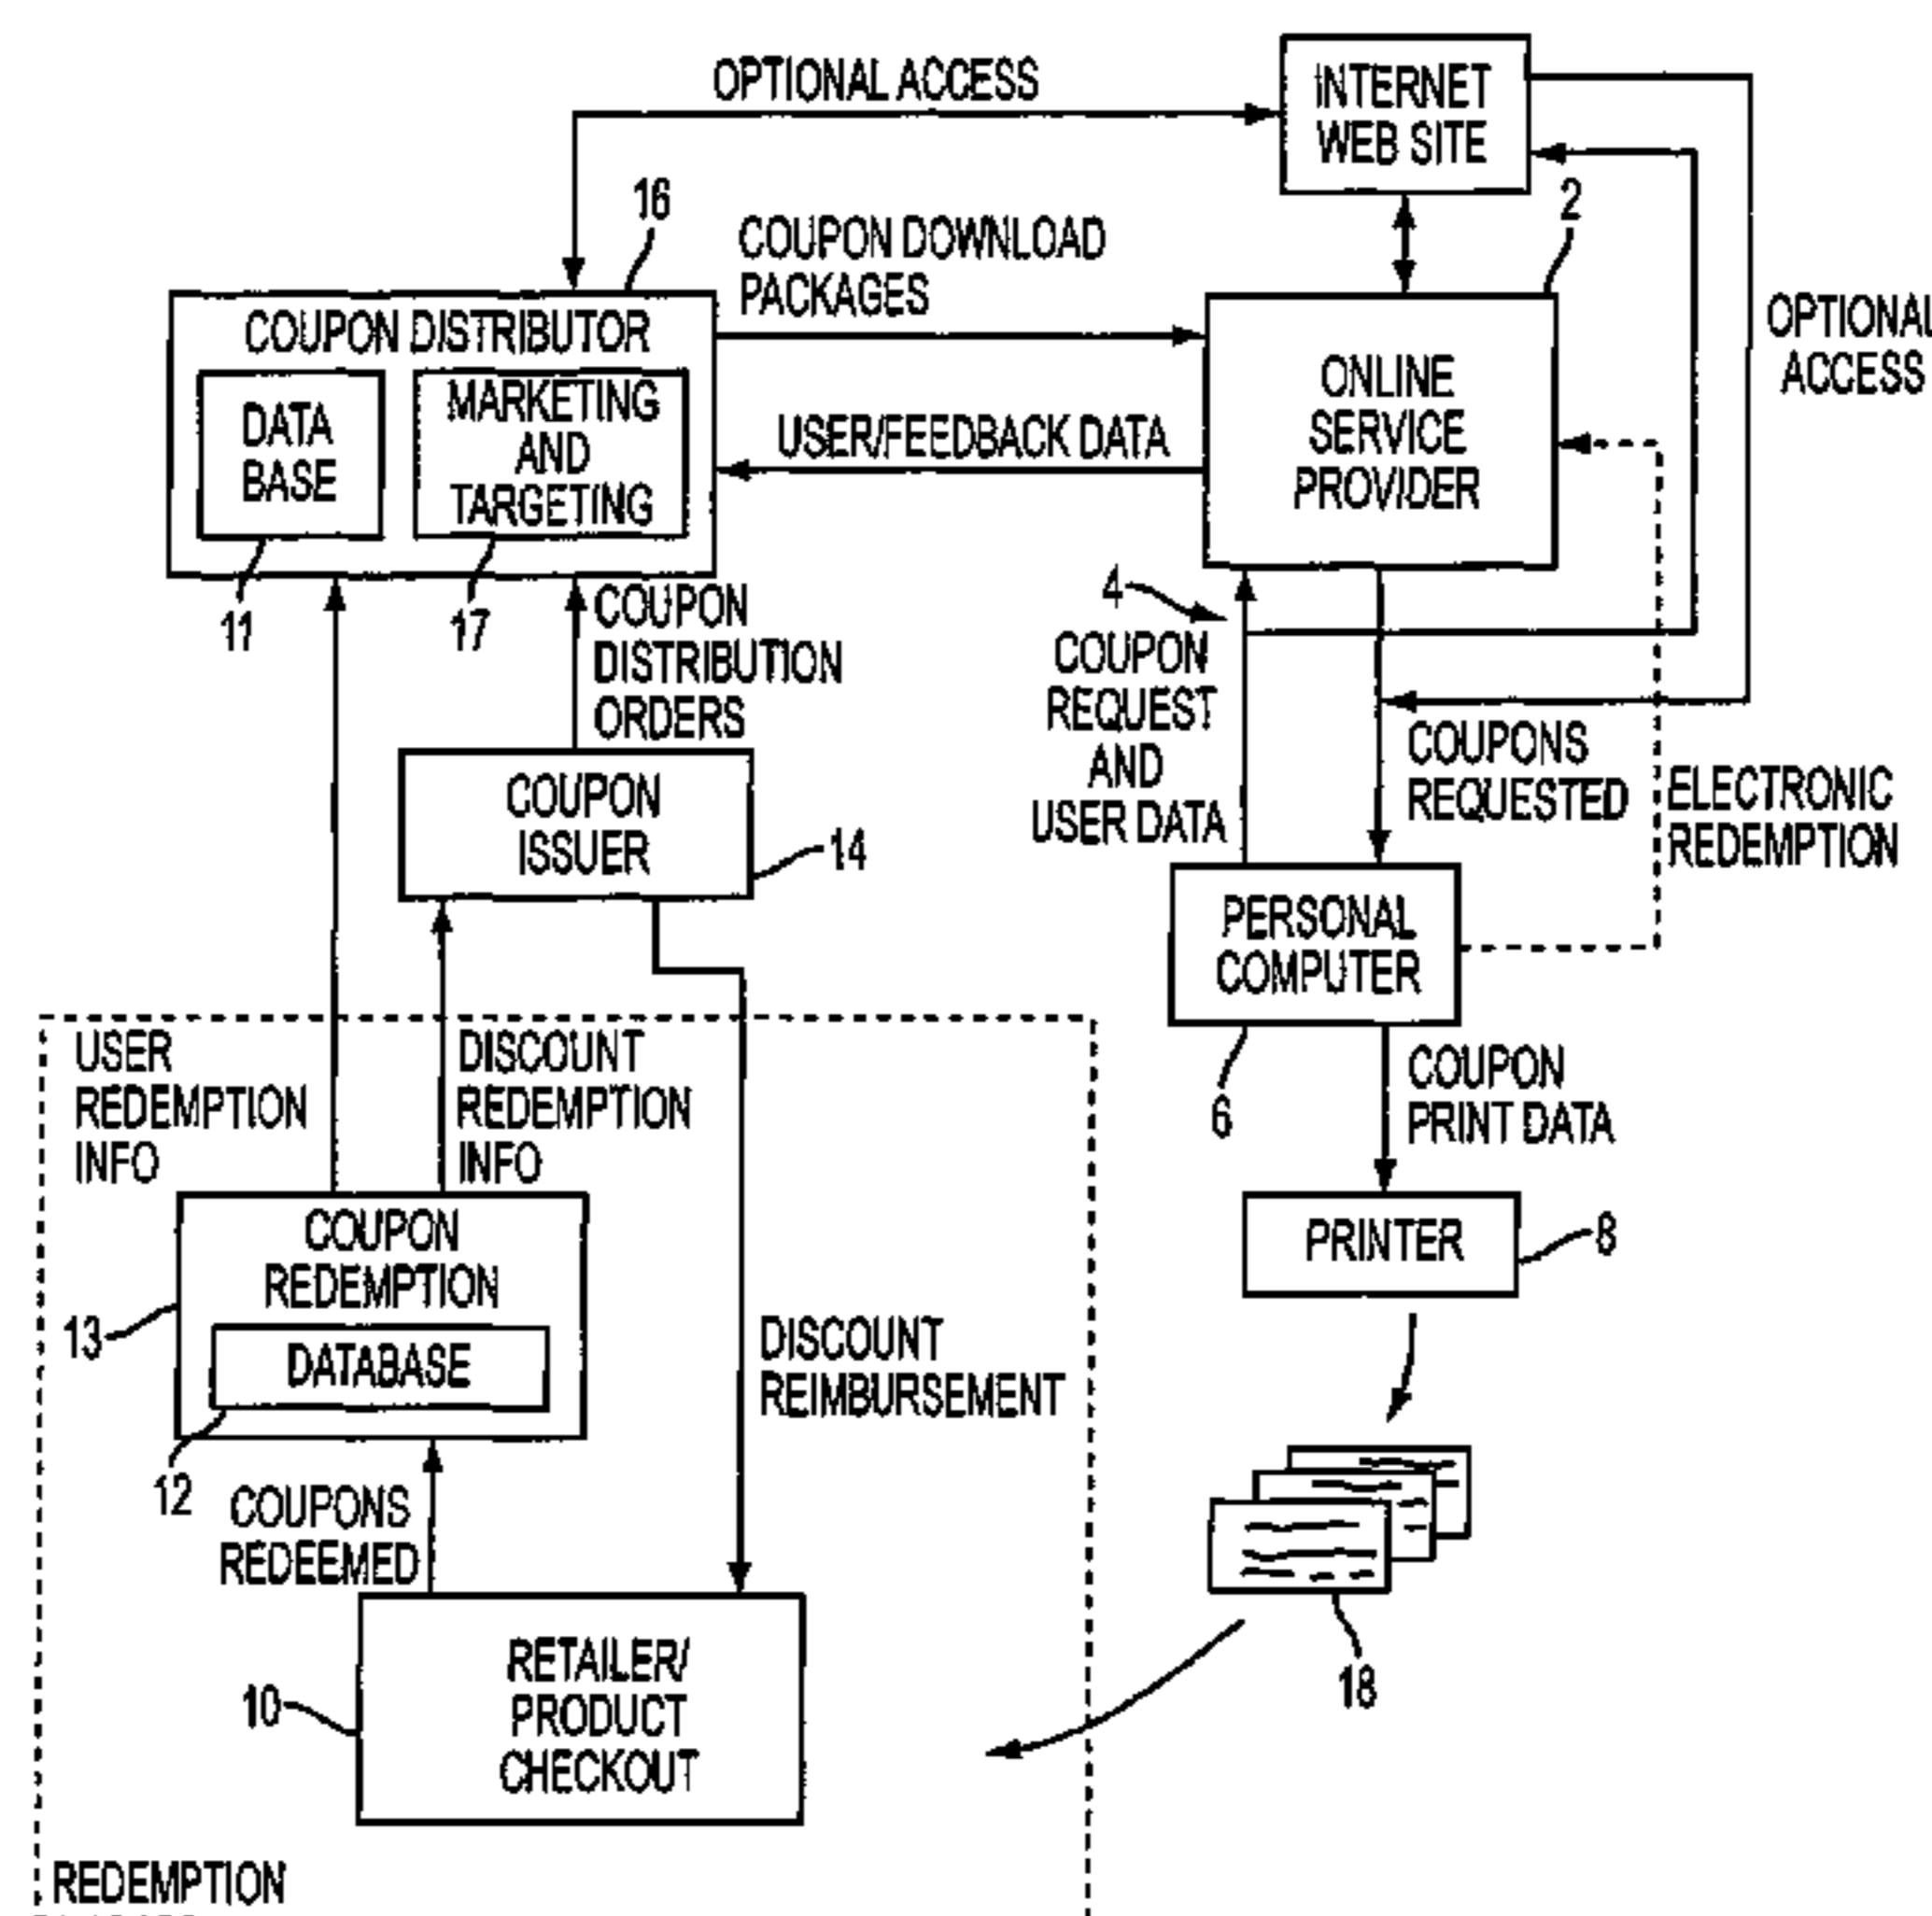 OPTIONAL ACCESS
INTERNET
WEB SITE
16
COUPON DOWNLOAD
PACKAGES
2
OPTIONAL
ACCESS
COUPON DISTRIBUTOR
DATA
BASE
MARKETING
AND
TARGETING
USER/FEEDBACK DATA
ONLINE
SERVICE
PROVIDER
11
17
COUPON
DISTRIBUTION
ORDERS
4
COUPON
REQUEST
AND
USER DATA
COUPONS
REQUESTED
ELECTRONIC
REDEMPTION
COUPON
ISSUER
14
PERSONAL
COMPUTER
6
COUPON
PRINT DATA
USER
REDEMPTION
INFO
DISCOUNT
REDEMPTION
INFO
COUPON
REDEMPTION
DATABASE
13
12
PRINTER
8
DISCOUNT
REIMBURSEMENT
COUPONS
REDEEMED
18
RETAILER/
PRODUCT
CHECKOUT
10
REDEMPTION